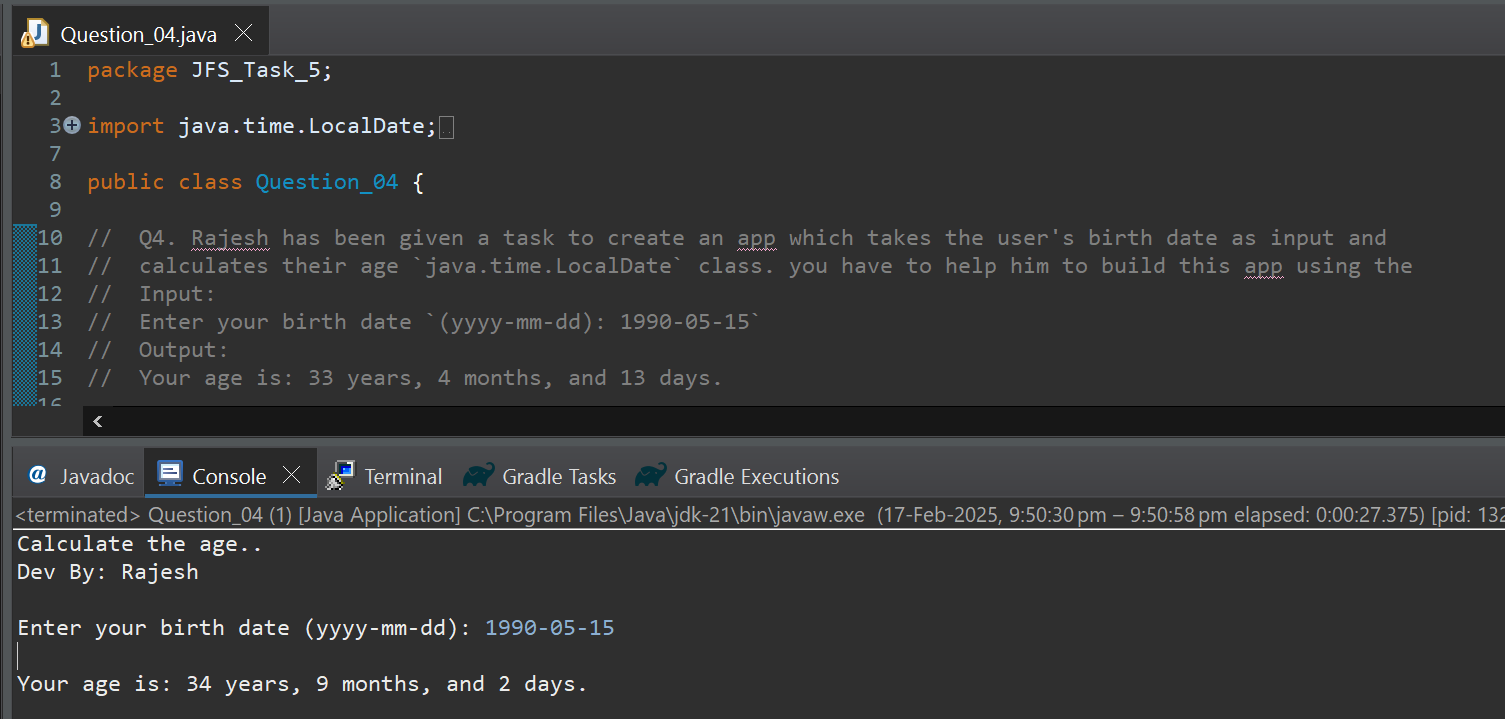 Question_04.java
1 package JFS_Task_5;
2
3 import java.time.LocalDate;
7
8 public class Question_04 {
9
10 //  Q4. Rajesh has been given a task to create an app which takes the user's birth date as input and
11 //  calculates their age `java.time.LocalDate` class. you have to help him to build this app using the
12 //  Input:
13 //  Enter your birth date `(yyyy-mm-dd): 1990-05-15`
14 //  Output:
15 //  Your age is: 33 years, 4 months, and 13 days.
16
Javadoc Console Terminal Gradle Tasks Gradle Executions
<terminated> Question_04 (1) [Java Application] C:\Program Files\Java\jdk-21\bin\javaw.exe (17-Feb-2025, 9:50:30 pm – 9:50:58 pm elapsed: 0:00:27.375) [pid: 132
Calculate the age..
Dev By: Rajesh
Enter your birth date (yyyy-mm-dd): 1990-05-15
Your age is: 34 years, 9 months, and 2 days.